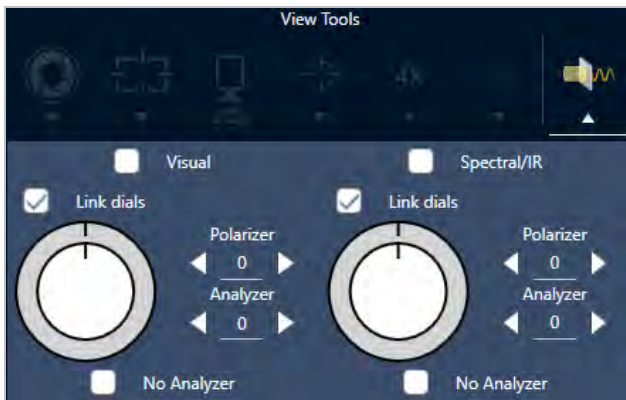 View Tools
4X
Visual
Spectral/IR
Link dials
Link dials
Polarizer
0
Analyzer
0
Polarizer
0
Analyzer
0
No Analyzer
No Analyzer